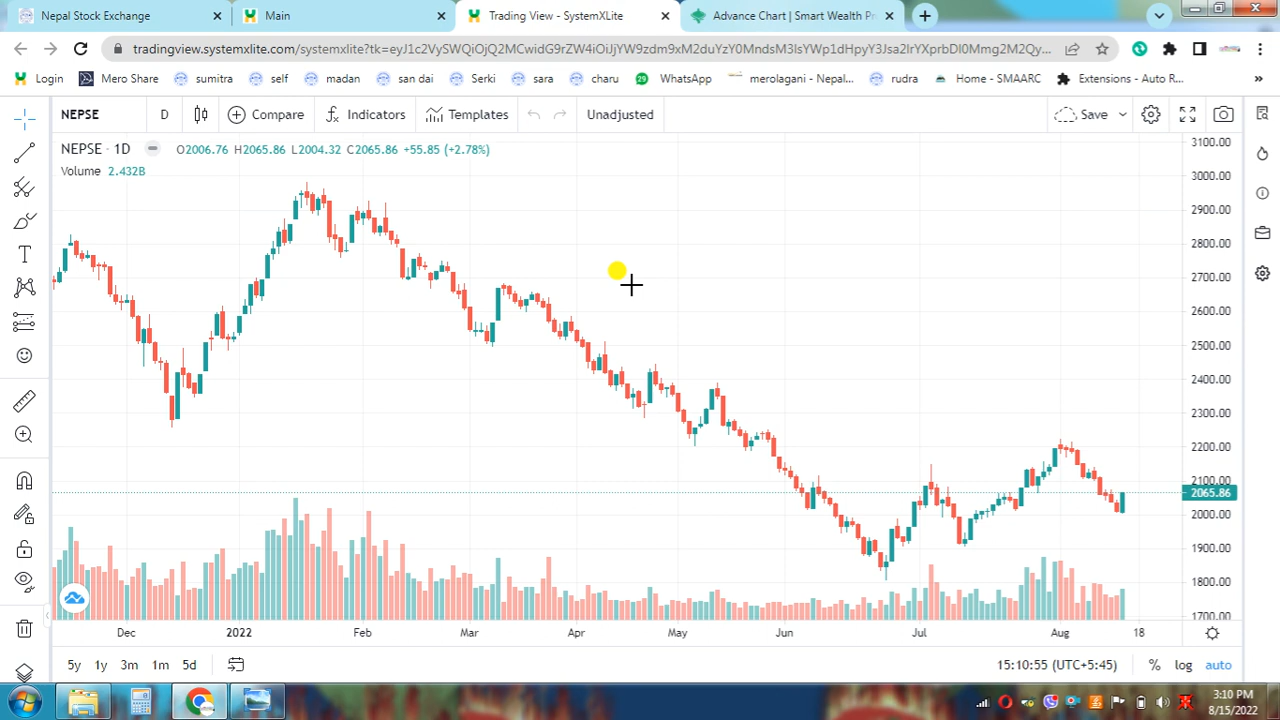 Nepal Stock Exchange
Main
Trading View - SystemXLite
Advance Chart | Smart Wealth Pr
tradingview.systemxlite.com/systemxlite?tk=
Login
Mero Share
sumitra
self
madan
san dai
Serki
sara
charu
29
WhatsApp
merolagani - Nepal...
rudra
Home - SMAARC
Extensions - Auto R...
»
NEPSE
D
Compare
Indicators
Templates
Unadjusted
Save
NEPSE · 1D
O2006.76 H2065.86 L2004.32 C2065.86 +55.85 (+2.78%)
Volume 2.432B
3100.00
3000.00
2900.00
2800.00
2700.00
2600.00
2500.00
2400.00
2300.00
2200.00
2100.00
2065.86
2000.00
1900.00
1800.00
1700.00
Dec 2022 Feb Mar Apr May Jun Jul Aug 18
5y 1y 3m 1m 5d
15:10:55 (UTC+5:45)
% log auto
3:10 PM
8/15/2022